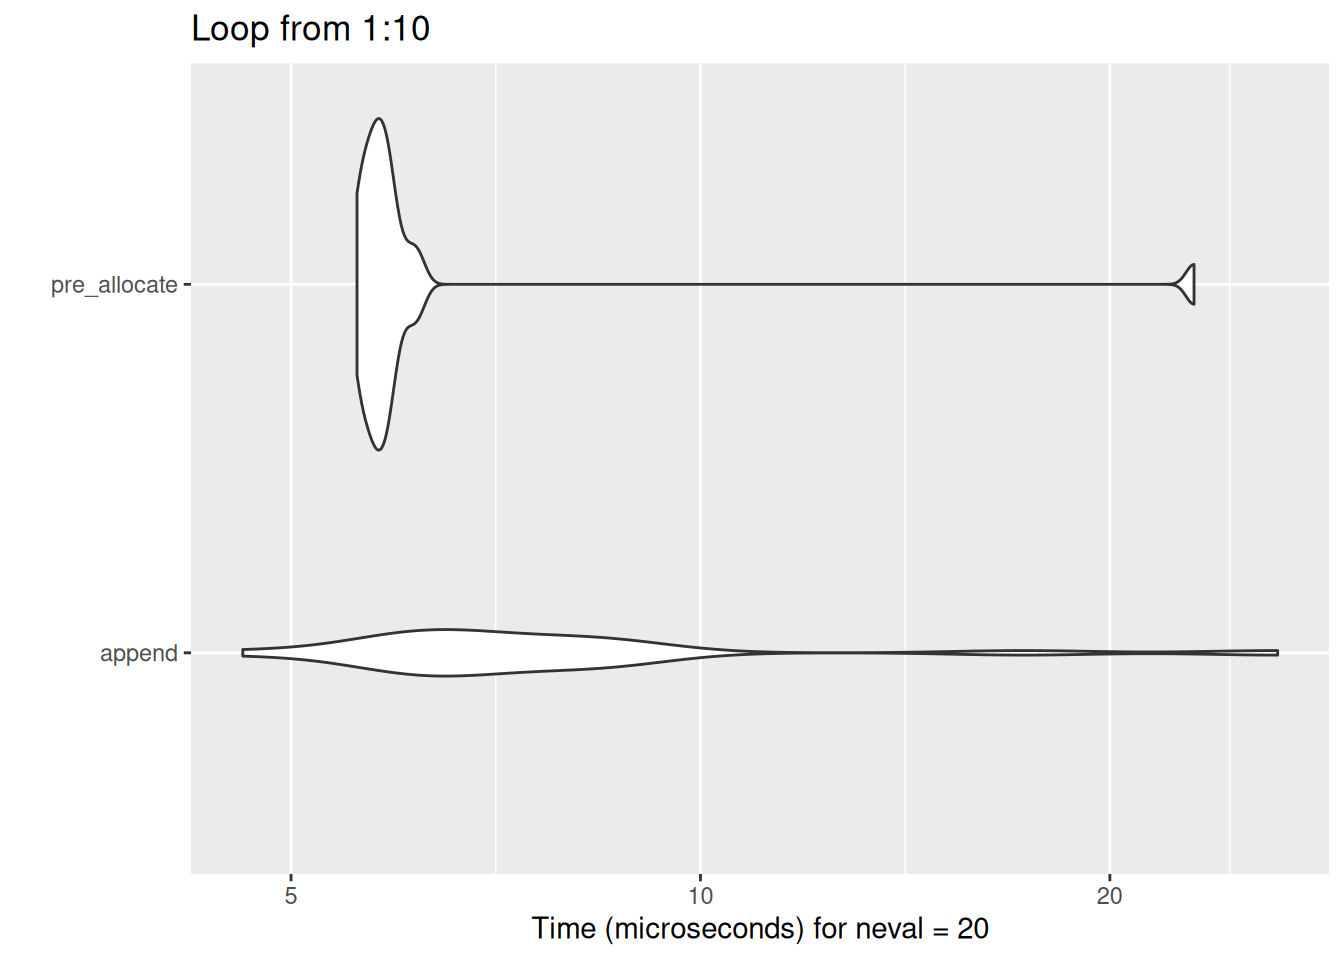 Loop from 1:10
pre_allocate
append
5
10
20
Time (microseconds) for neval = 20